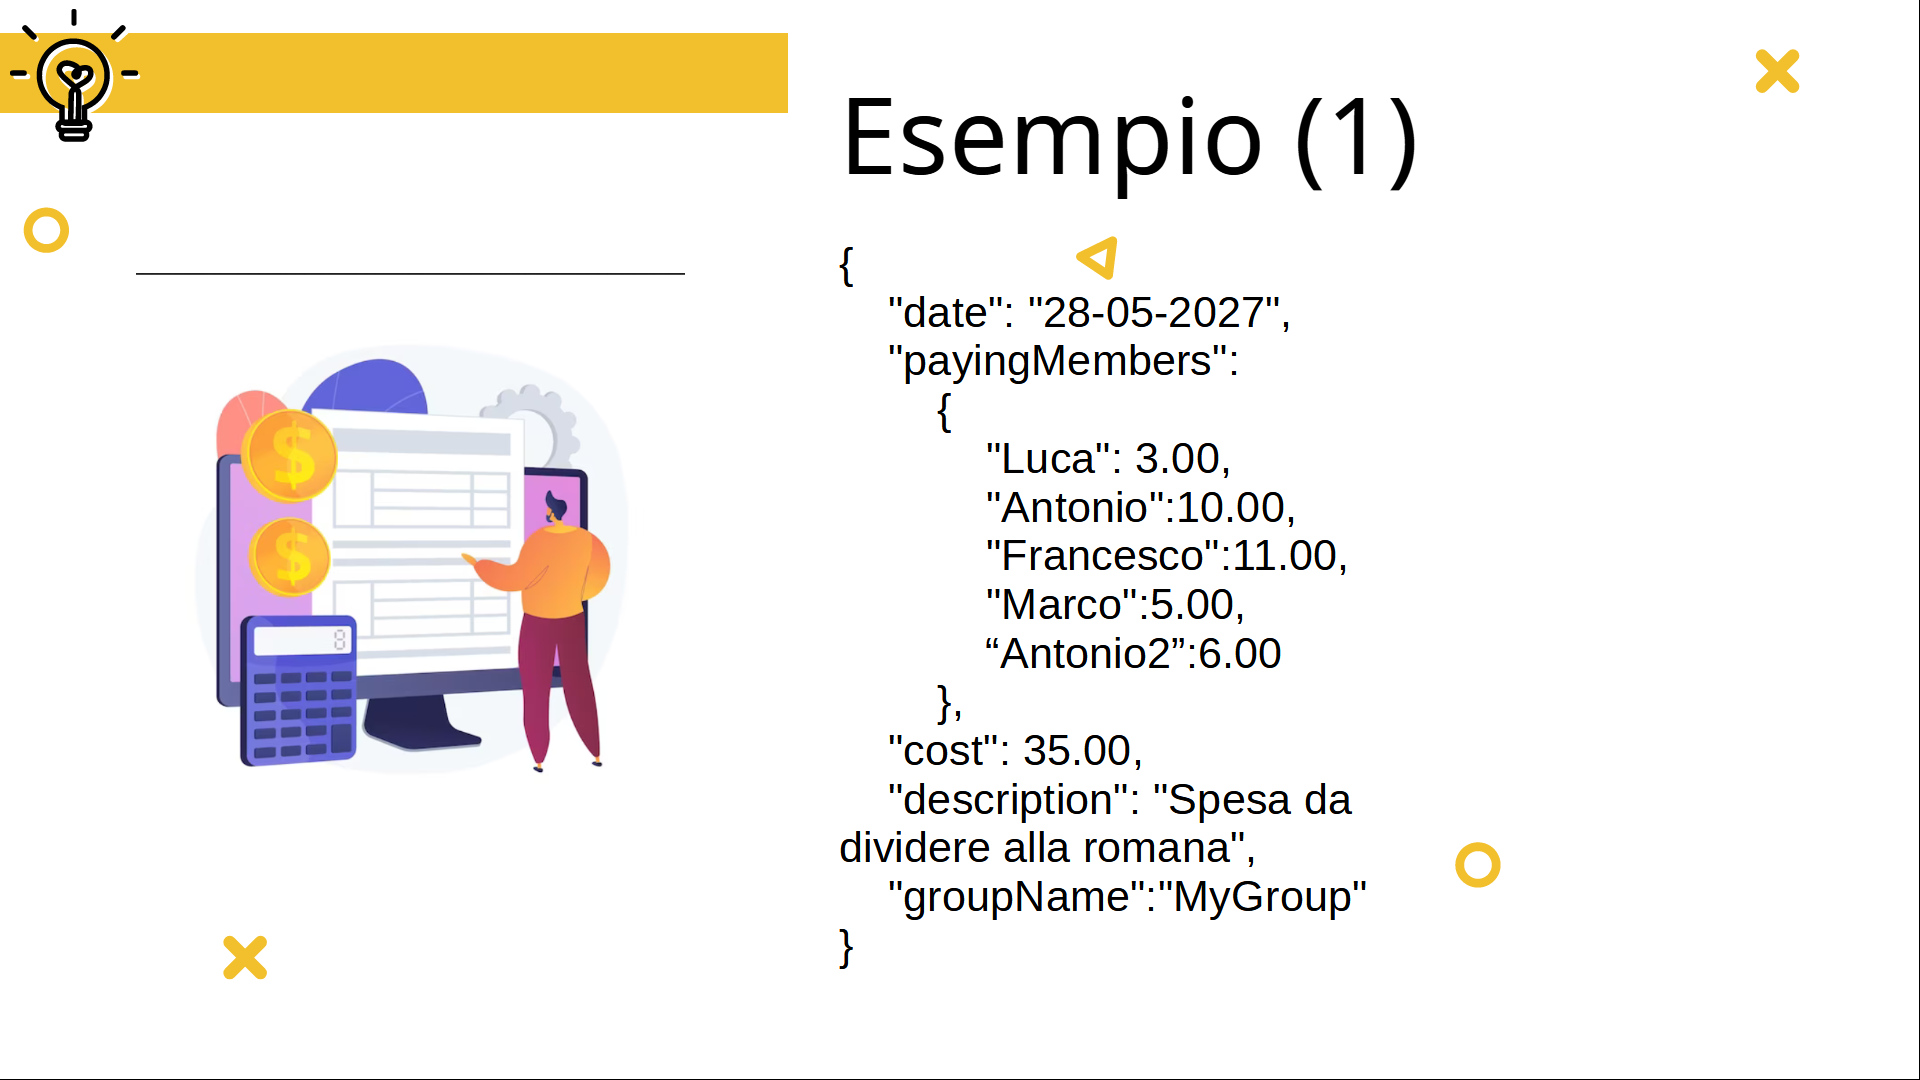 Esempio (1)
{
"date": "28-05-2027",
"payingMembers":
{
"Luca": 3.00,
"Antonio":10.00,
"Francesco":11.00,
"Marco":5.00,
“Antonio2”:6.00
},
"cost": 35.00,
"description": "Spesa da
dividere alla romana",
"groupName":"MyGroup"
}
$
$
8